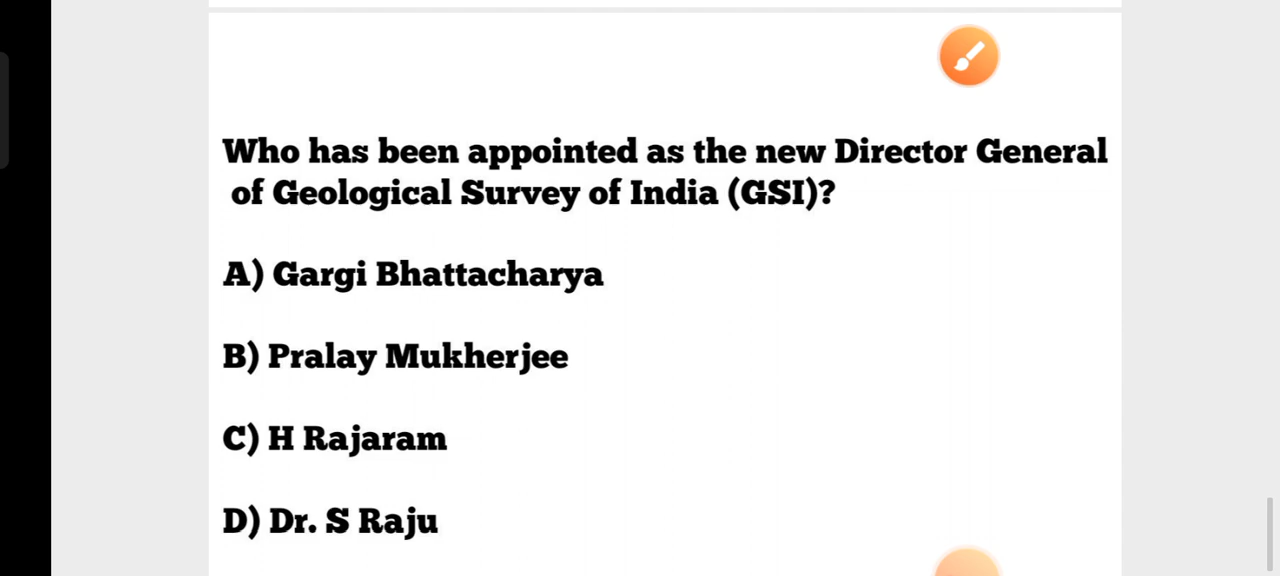 Who has been appointed as the new Director General
of Geological Survey of India (GSI)?
A) Gargi Bhattacharya
B) Pralay Mukherjee
C) H Rajaram
D) Dr. S Raju